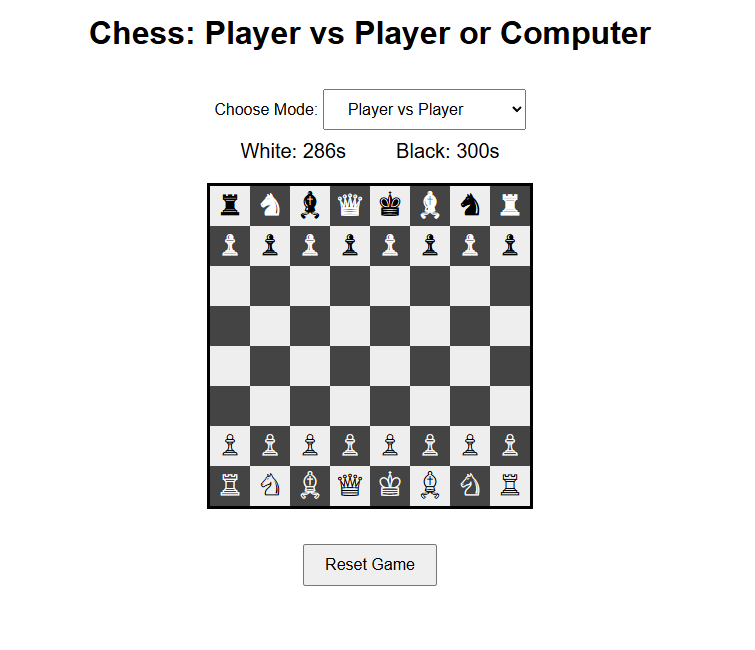 Chess: Player vs Player or Computer
Choose Mode: Player vs Player
White: 286s Black: 300s
Reset Game